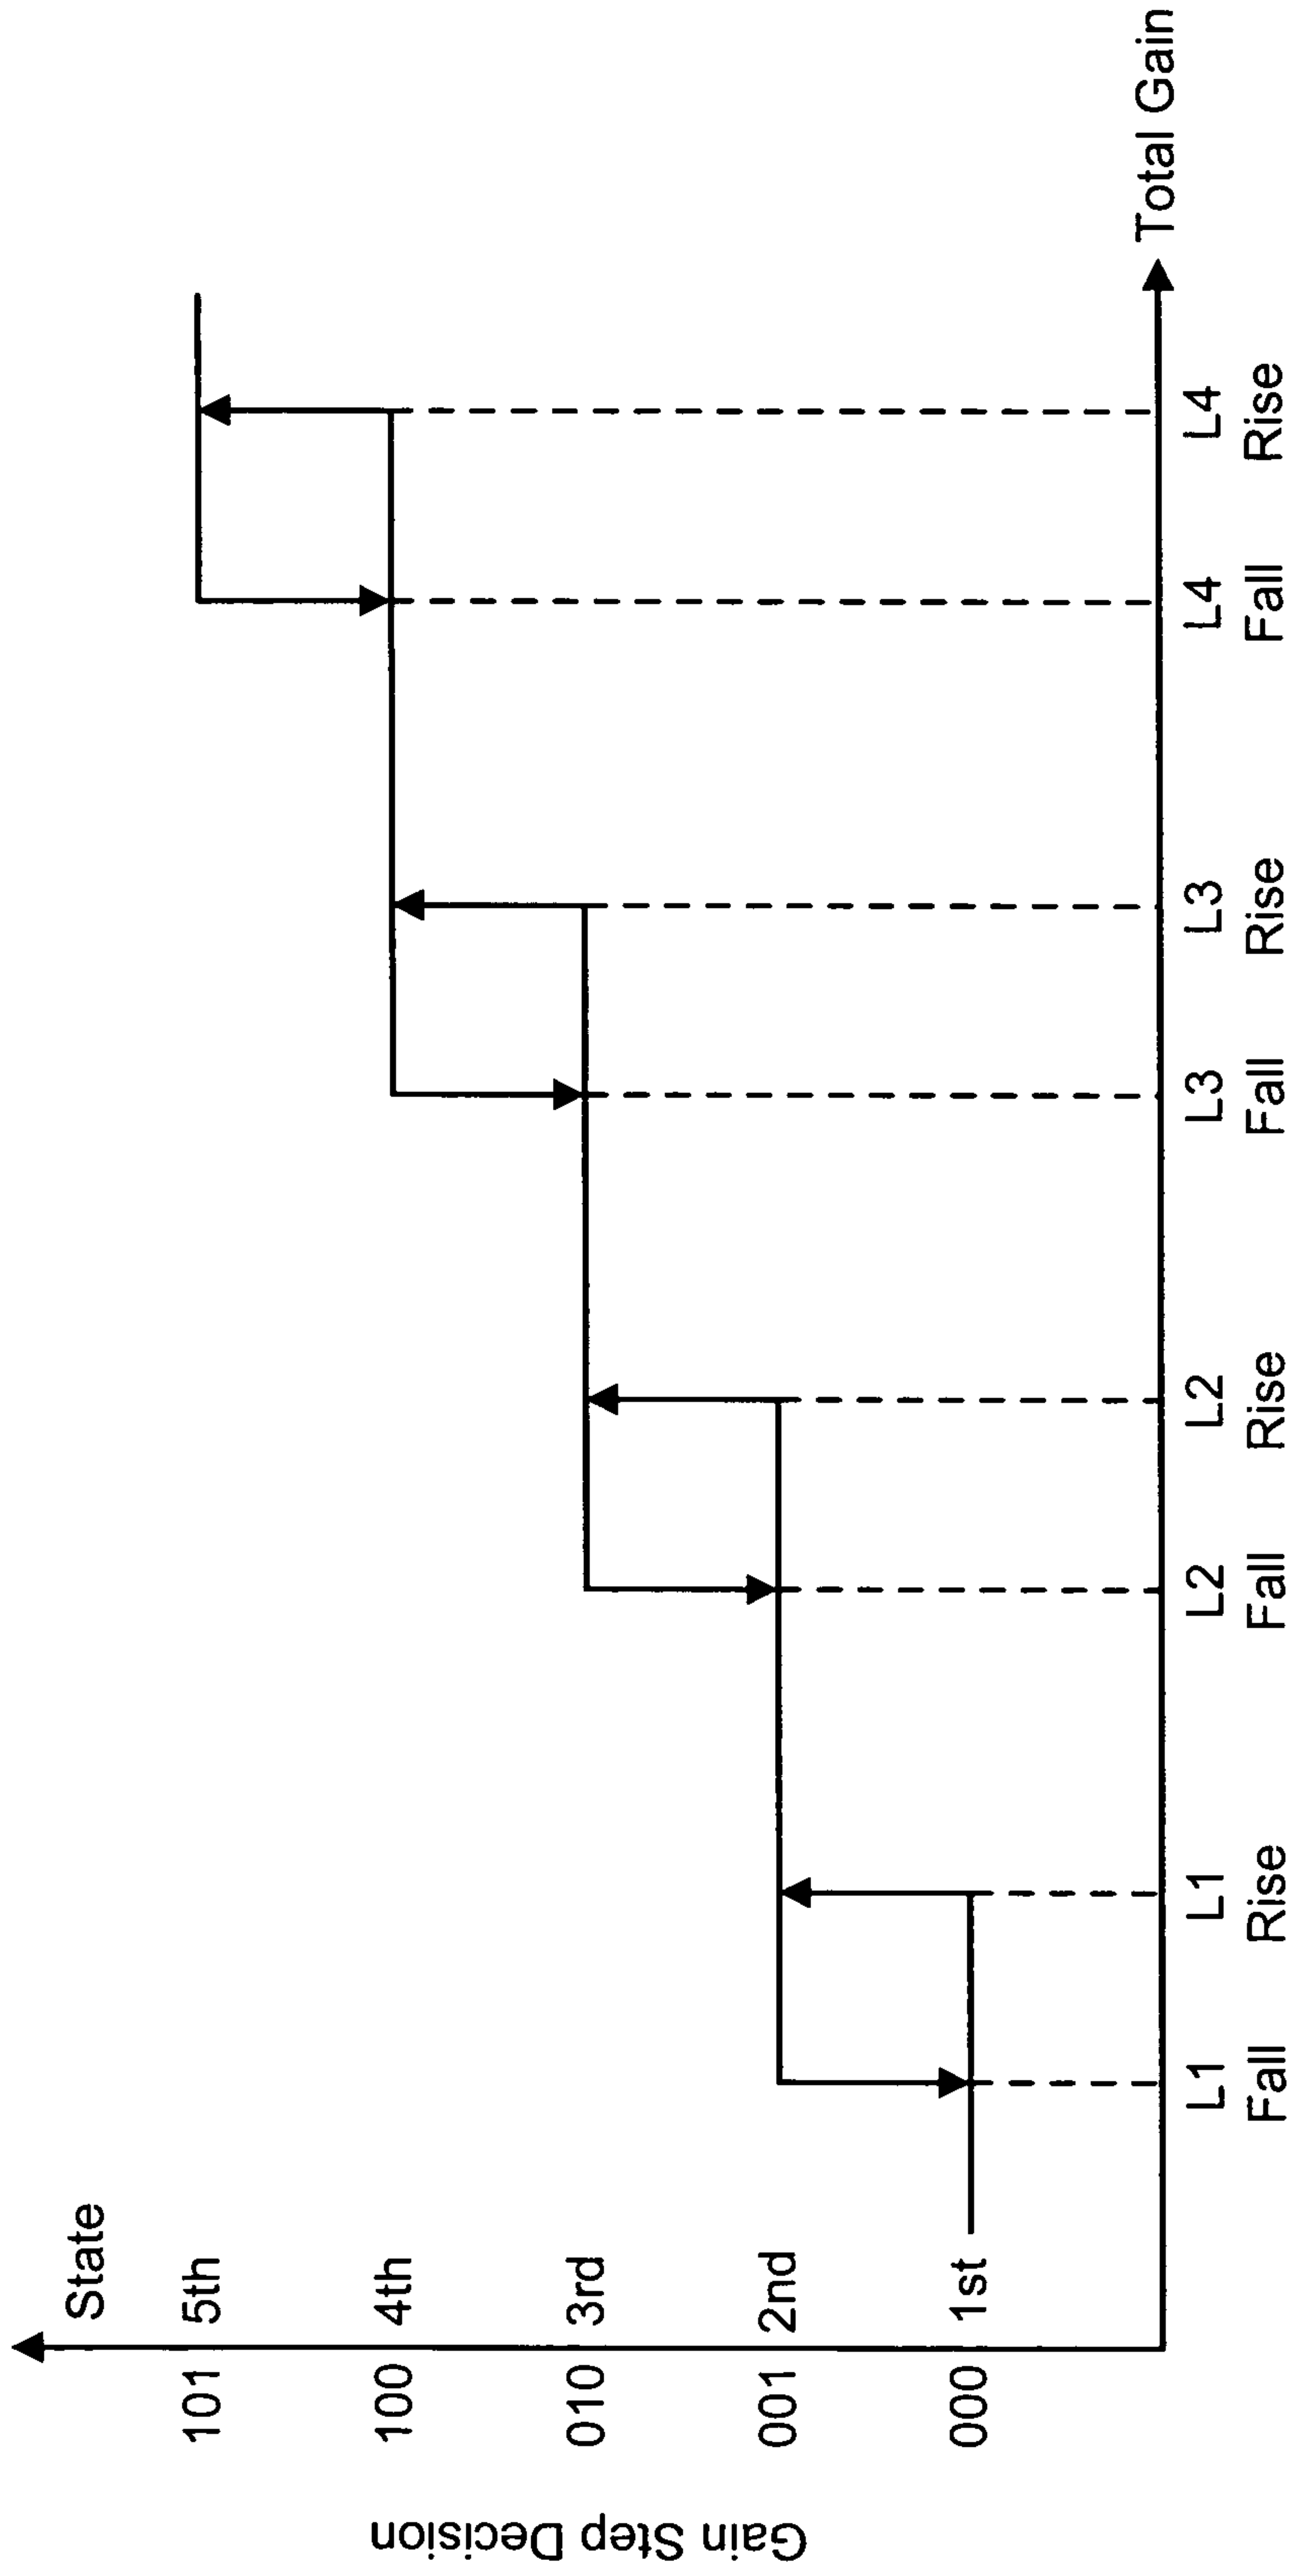 State
101 5th
100 4th
010 3rd
001 2nd
000 1st
Gain Step Decision
L1 L1 L2 L2 L3 L3 L4 L4
Fall Rise Fall Rise Fall Rise Fall Rise
Total Gain